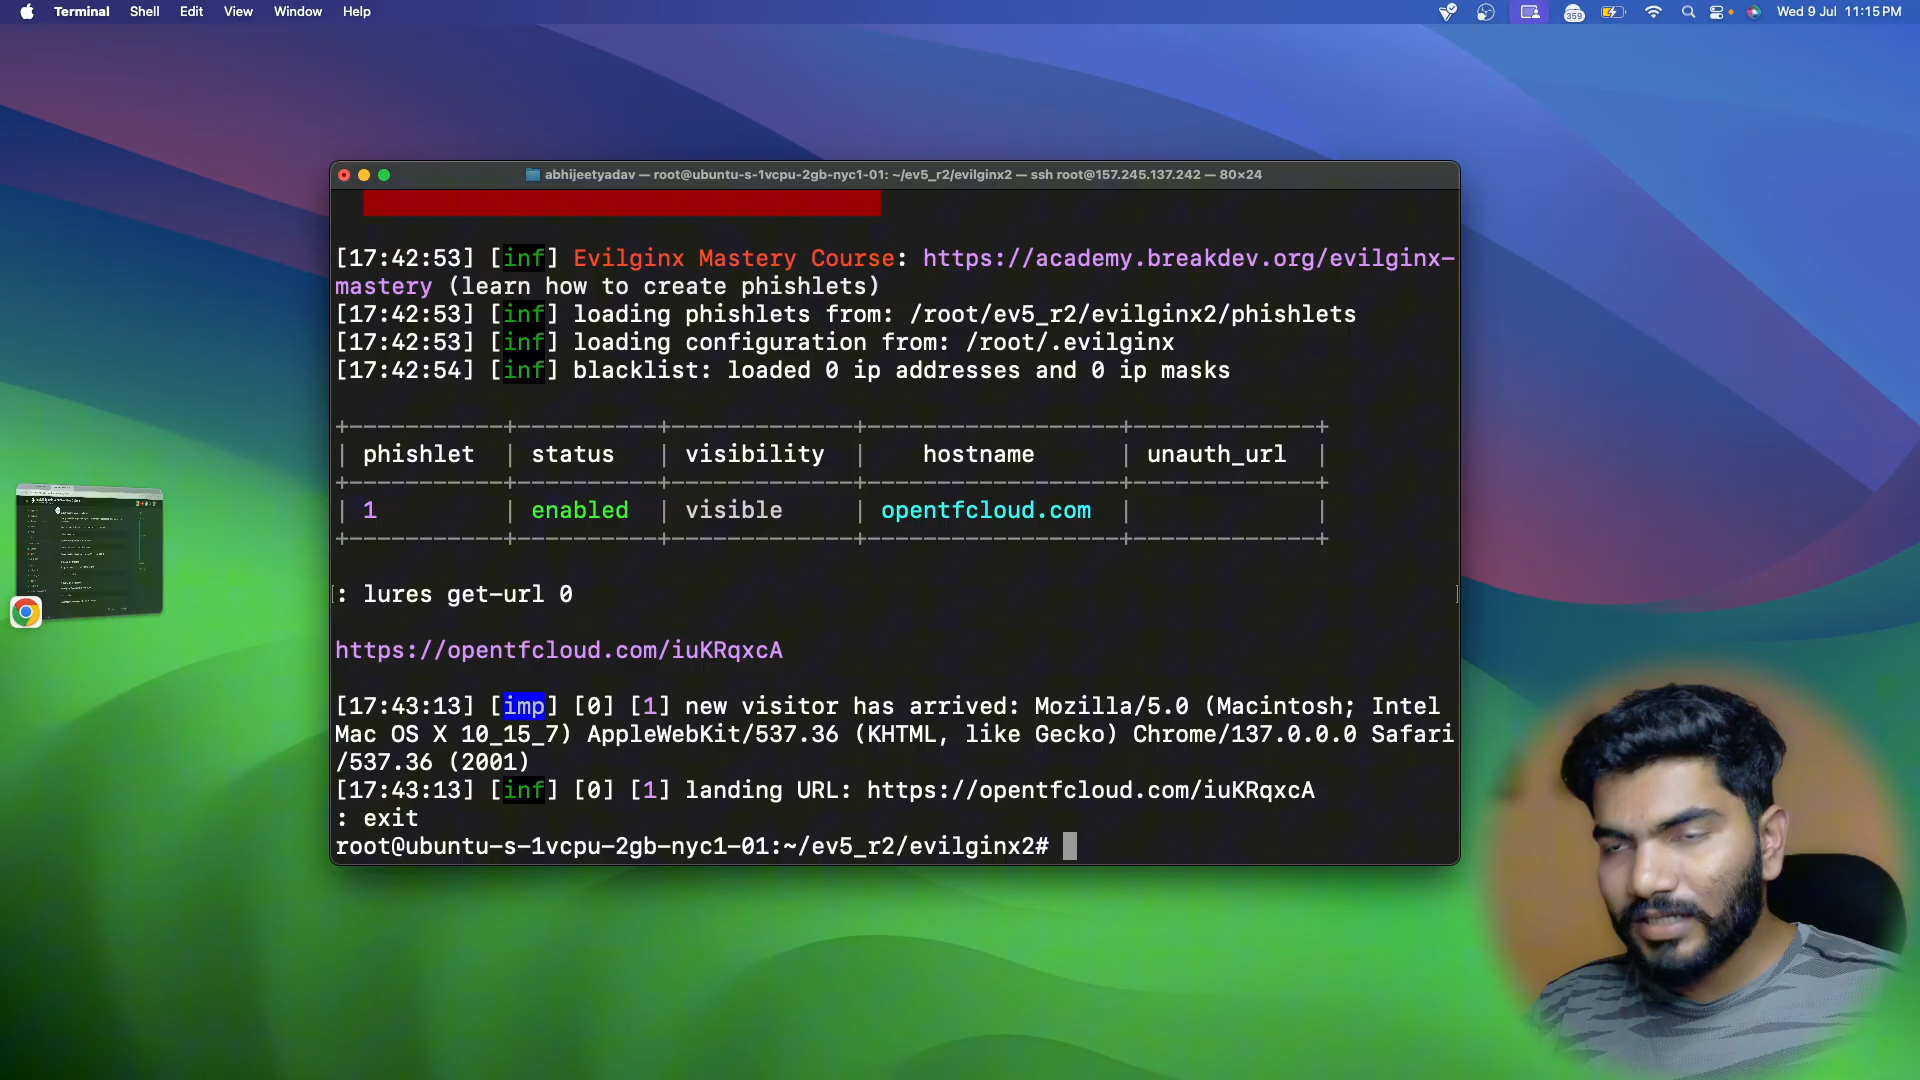 Terminal Shell Edit View Window Help
359
Wed 9 Jul 11:15 PM
abhijeetyadav — root@ubuntu-s-1vcpu-2gb-nyc1-01: ~/ev5_r2/evilginx2 — ssh root@157.245.137.242 — 80×24
[17:42:53] [inf] Evilginx Mastery Course: https://academy.breakdev.org/evilginx-
mastery (learn how to create phishlets)
[17:42:53] [inf] loading phishlets from: /root/ev5_r2/evilginx2/phishlets
[17:42:53] [inf] loading configuration from: /root/.evilginx
[17:42:54] [inf] blacklist: loaded 0 ip addresses and 0 ip masks
+------------+----------+-------------+------------------+-------------+
| phishlet | status | visibility | hostname | unauth_url |
+------------+----------+-------------+------------------+-------------+
| 1 | enabled | visible | opentfcloud.com | |
+------------+----------+-------------+------------------+-------------+
: lures get-url 0
https://opentfcloud.com/iuKRqxcA
[17:43:13] [imp] [0] [1] new visitor has arrived: Mozilla/5.0 (Macintosh; Intel
Mac OS X 10_15_7) AppleWebKit/537.36 (KHTML, like Gecko) Chrome/137.0.0.0 Safari
/537.36 (2001)
[17:43:13] [inf] [0] [1] landing URL: https://opentfcloud.com/iuKRqxcA
: exit
root@ubuntu-s-1vcpu-2gb-nyc1-01:~/ev5_r2/evilginx2#